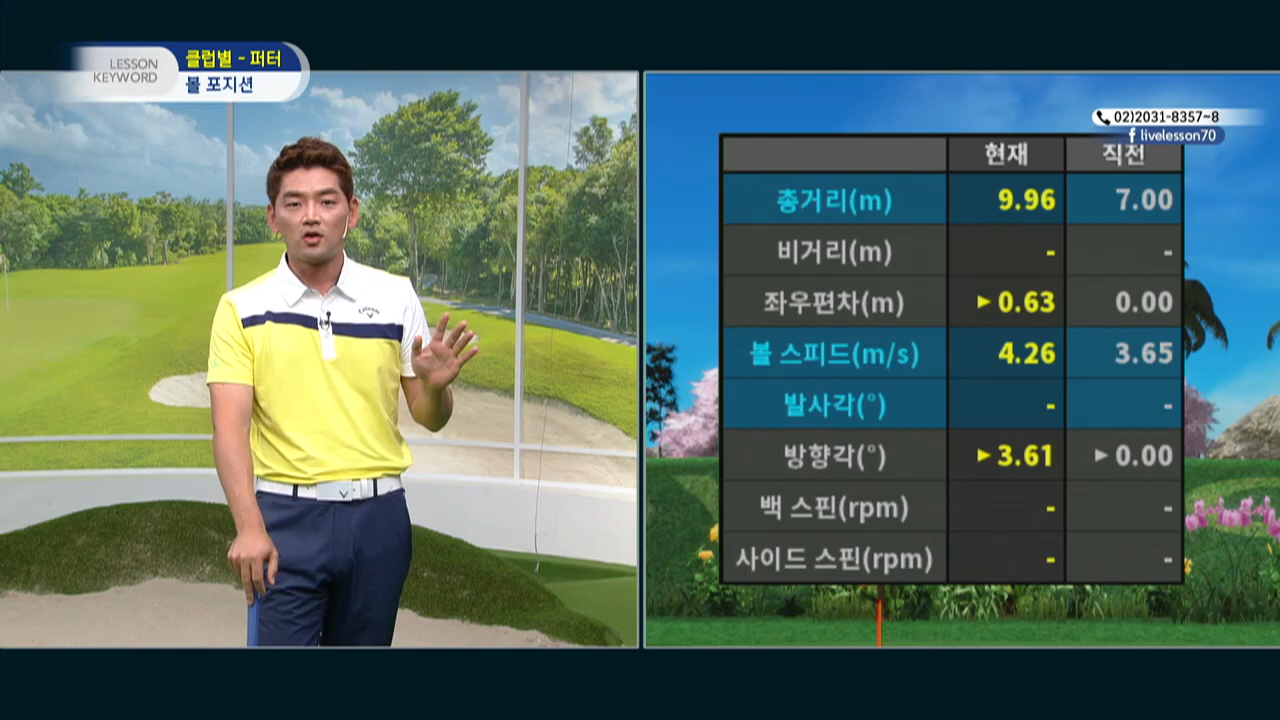 LESSON
KEYWORD
클럽별 - 퍼터
볼 포지션
02)2031-8357~8
livelesson70
현재 직전
총거리(m) 9.96 7.00
비거리(m) - -
좌우편차(m) ▶0.63 0.00
볼 스피드(m/s) 4.26 3.65
발사각(°) - -
방향각(°) ▶3.61 ▶0.00
백 스핀(rpm) - -
사이드 스핀(rpm) - -
Callaway